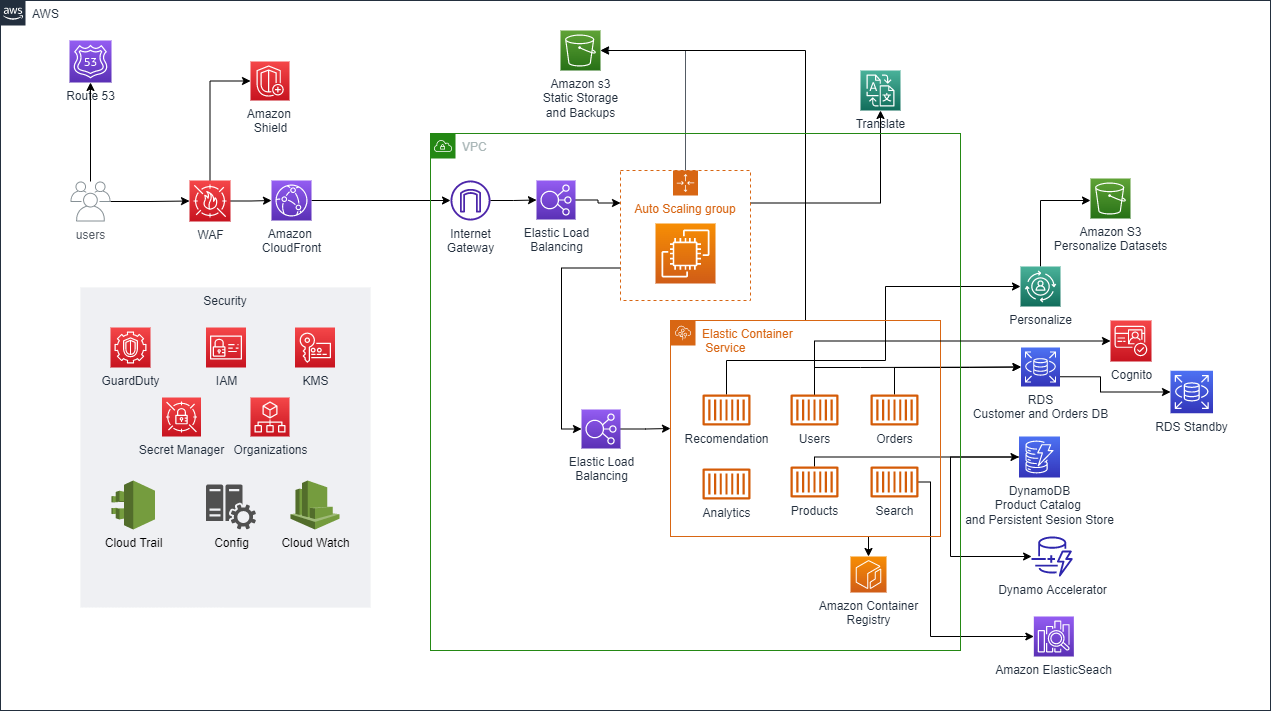 aws
AWS
53
Route 53
Amazon
Shield
Amazon s3
Static Storage
and Backups
A
文
Translate
VPC
users
WAF
Amazon
CloudFront
Internet
Gateway
Elastic Load
Balancing
Auto Scaling group
Amazon S3
Personalize Datasets
Personalize
Security
GuardDuty
IAM
KMS
Secret Manager
Organizations
Cloud Trail
Config
Cloud Watch
Elastic Container
Service
Recomendation
Users
Orders
Analytics
Products
Search
Elastic Load
Balancing
Cognito
RDS
Customer and Orders DB
RDS Standby
DynamoDB
Product Catalog
and Persistent Sesion Store
Dynamo Accelerator
Amazon Container
Registry
Amazon ElasticSeach